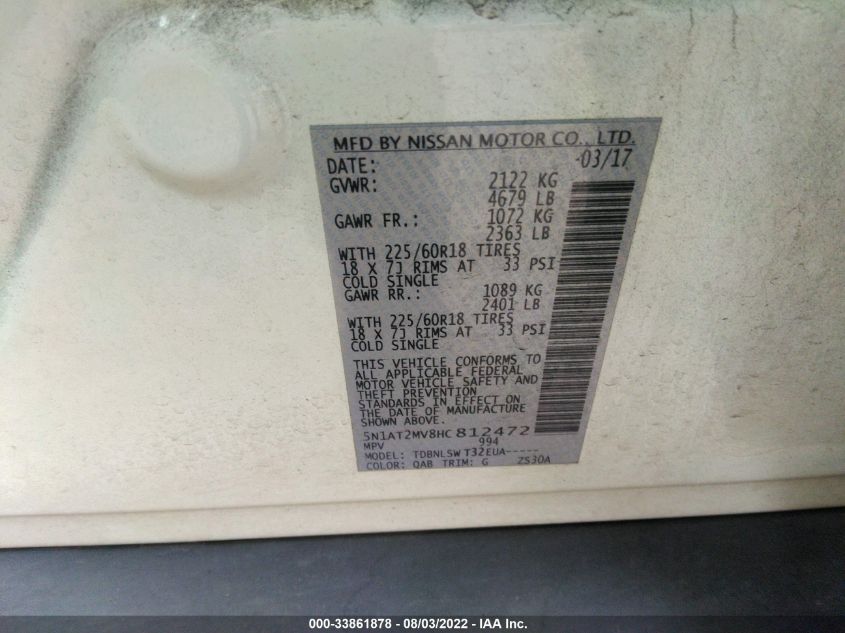 MFD BY NISSAN MOTOR CO., LTD.
DATE: 03/17
GVWR: 2122 KG
4679 LB
GAWR FR.: 1072 KG
2363 LB
WITH 225/60R18 TIRES
18 X 7J RIMS AT 33 PSI
COLD SINGLE
GAWR RR.: 1089 KG
2401 LB
WITH 225/60R18 TIRES
18 X 7J RIMS AT 33 PSI
COLD SINGLE
THIS VEHICLE CONFORMS TO
ALL APPLICABLE FEDERAL
MOTOR VEHICLE SAFETY AND
THEFT PREVENTION
STANDARDS IN EFFECT ON
THE DATE OF MANUFACTURE
SHOWN ABOVE.
5N1AT2MV8HC812472
MPV 994
MODEL: TDBNLSW T32EUA-----
COLOR: QAB TRIM: G ZS30A
000-33861878 - 08/03/2022 - IAA Inc.